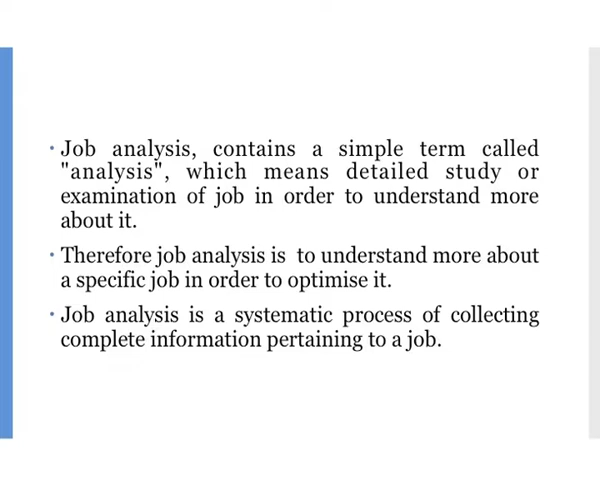 • Job analysis, contains a simple term called
"analysis", which means detailed study or
examination of job in order to understand more
about it.
• Therefore job analysis is to understand more about
a specific job in order to optimise it.
• Job analysis is a systematic process of collecting
complete information pertaining to a job.